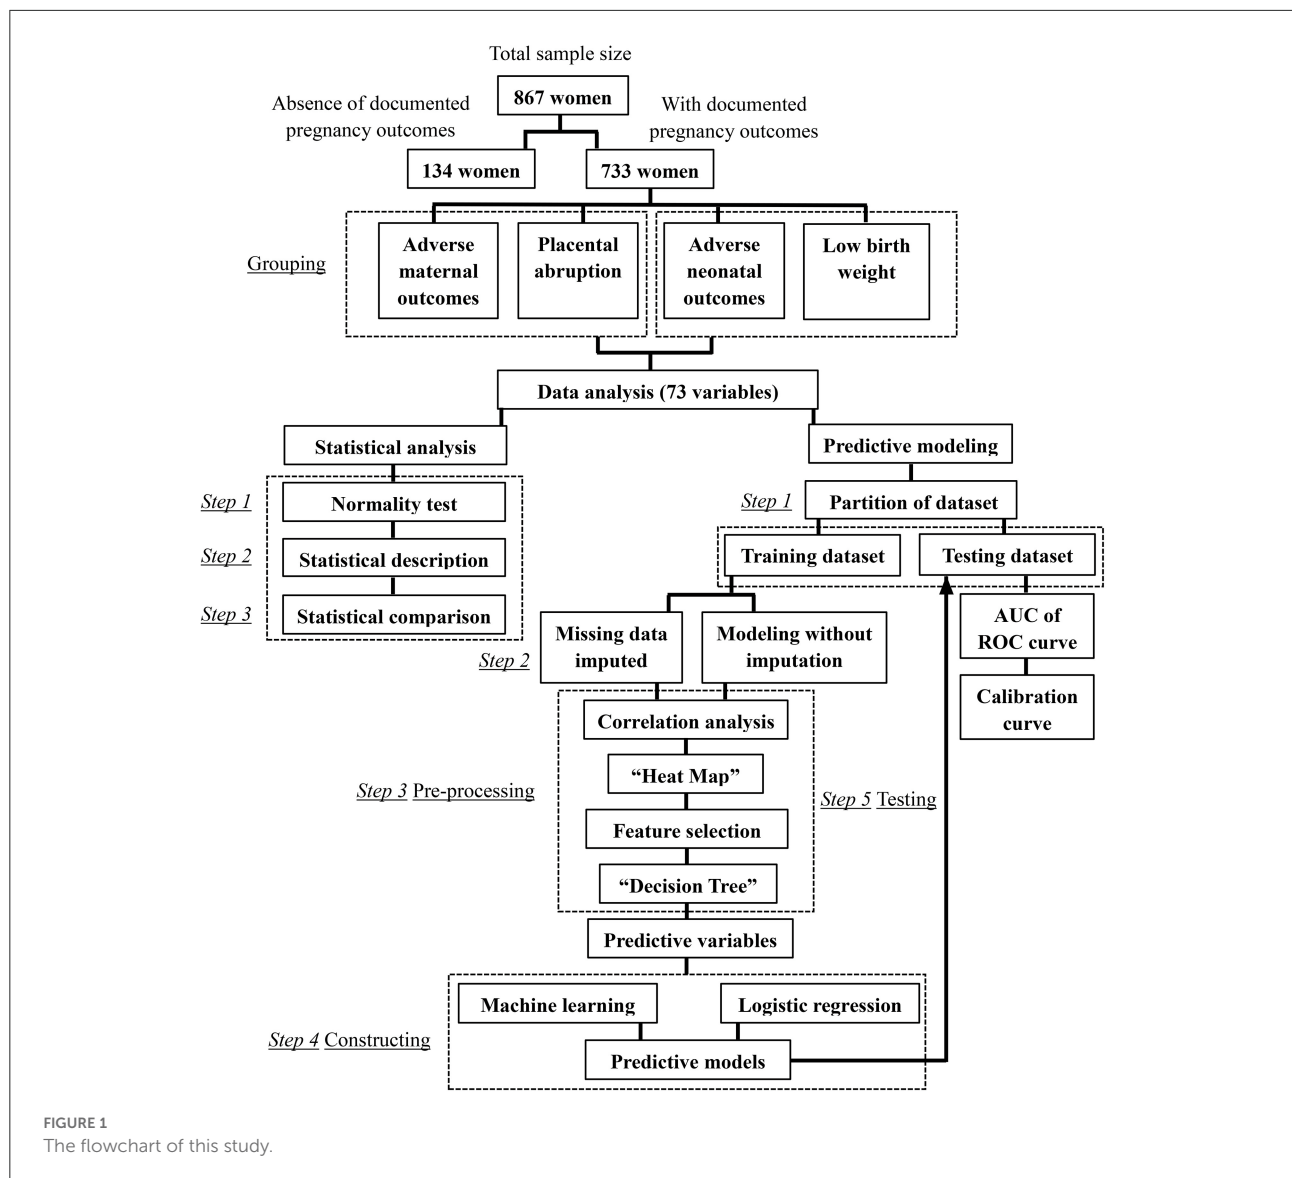 Total sample size
867 women
Absence of documented
pregnancy outcomes
With documented
pregnancy outcomes
134 women
733 women
Grouping
Adverse
maternal
outcomes
Placental
abruption
Adverse
neonatal
outcomes
Low birth
weight
Data analysis (73 variables)
Statistical analysis
Step 1
Normality test
Step 2
Statistical description
Step 3
Statistical comparison
Predictive modeling
Step 1
Partition of dataset
Training dataset
Testing dataset
AUC of
ROC curve
Calibration
curve
Step 2
Missing data
imputed
Modeling without
imputation
Correlation analysis
"Heat Map"
Step 3 Pre-processing
Step 5 Testing
Feature selection
"Decision Tree"
Predictive variables
Machine learning
Logistic regression
Step 4 Constructing
Predictive models
FIGURE 1
The flowchart of this study.